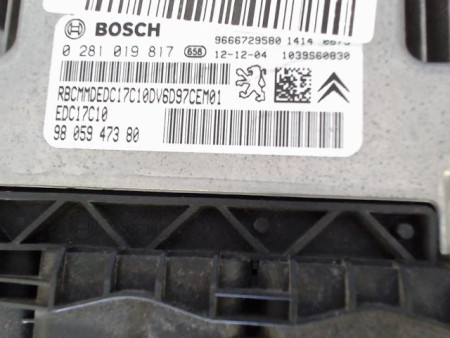 BOSCH
9666729580 1414
0 281 019 817 658 12-12-04 1039S60830
RBCMMDEDC17C10DV6D97CEM01
EDC17C10
98 059 473 80